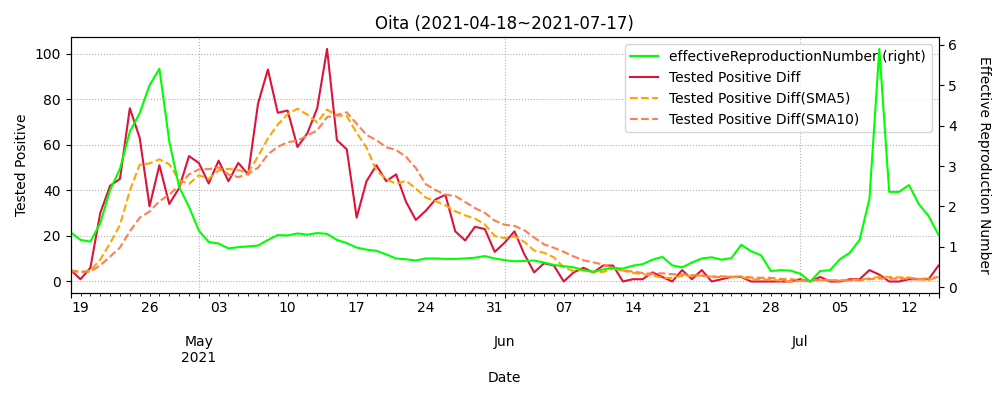 Oita (2021-04-18~2021-07-17)
effectiveReproductionNumber (right)
Tested Positive Diff
Tested Positive Diff(SMA5)
Tested Positive Diff(SMA10)
Tested Positive
100
80
60
40
20
0
Effective Reproduction Number
6
5
4
3
2
1
0
19 26 03 10 17 24 31 07 14 21 28 05 12
May Jun Jul
2021
Date